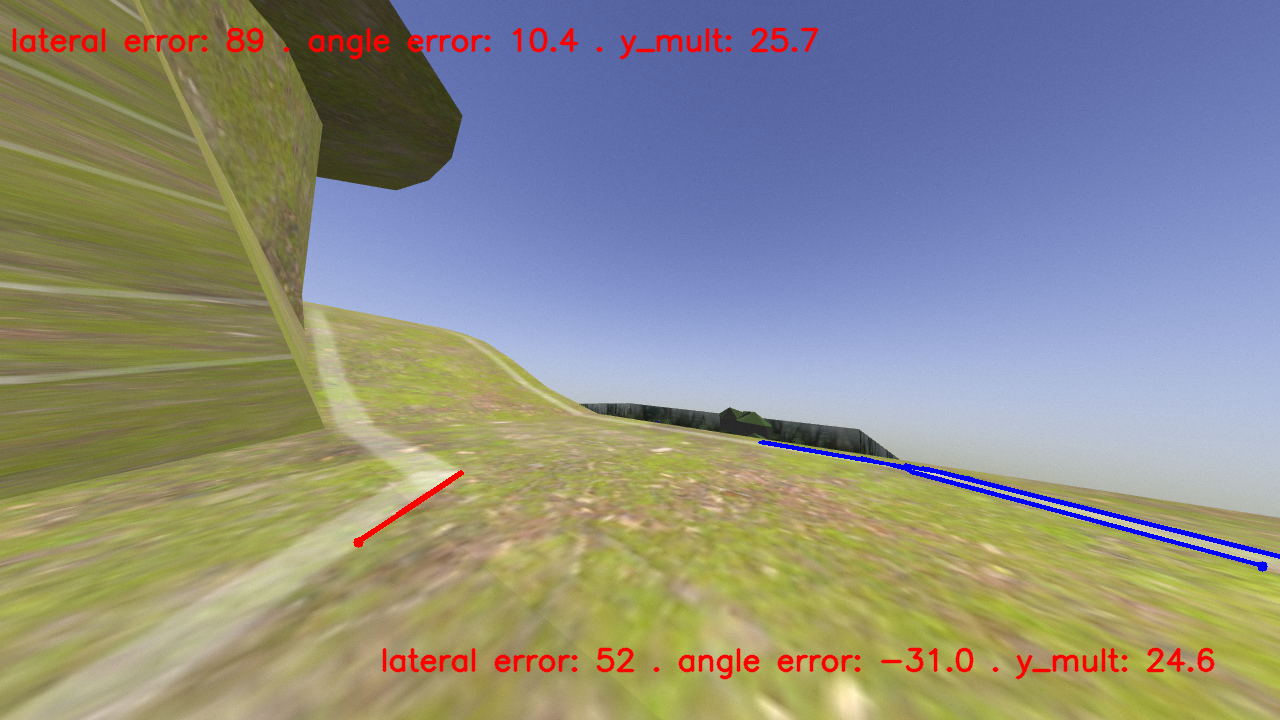 lateral error: 89 . angle error: 10.4 . y_mult: 25.7
lateral error: 52 . angle error: −31.0 . y_mult: 24.6